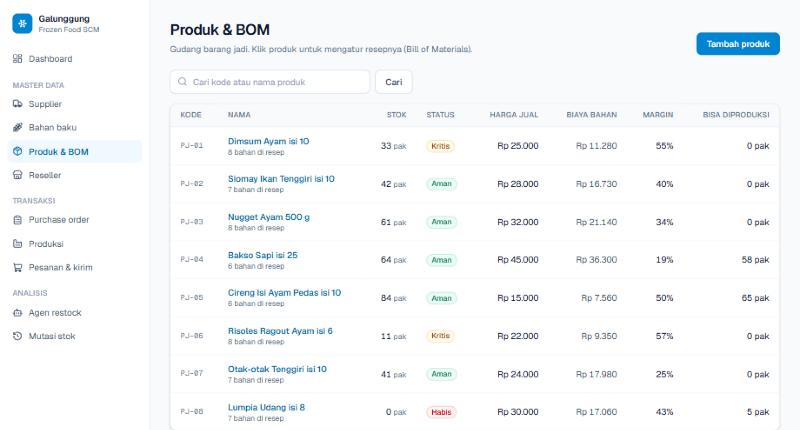 Galunggung
Frozen Food SCM
Dashboard
MASTER DATA
Supplier
Bahan baku
Produk & BOM
Reseller
TRANSAKSI
Purchase order
Produksi
Pesanan & kirim
ANALISIS
Agen restock
Mutasi stok
Produk & BOM
Gudang barang jadi. Klik produk untuk mengatur resepnya (Bill of Materials).
Tambah produk
Cari kode atau nama produk
Cari
KODE NAMA STOK STATUS HARGA JUAL BIAYA BAHAN MARGIN BISA DIPRODUKSI
PJ-01 Dimsum Ayam isi 10 33 pak Kritis Rp 25.000 Rp 11.280 55% 0 pak
8 bahan di resep
PJ-02 Siomay Ikan Tenggiri isi 10 42 pak Aman Rp 28.000 Rp 16.730 40% 0 pak
7 bahan di resep
PJ-03 Nugget Ayam 500 g 61 pak Aman Rp 32.000 Rp 21.140 34% 0 pak
8 bahan di resep
PJ-04 Bakso Sapi isi 25 64 pak Aman Rp 45.000 Rp 36.300 19% 58 pak
6 bahan di resep
PJ-05 Cireng Isi Ayam Pedas isi 10 84 pak Aman Rp 15.000 Rp 7.560 50% 65 pak
6 bahan di resep
PJ-06 Risoles Ragout Ayam isi 6 11 pak Kritis Rp 22.000 Rp 9.350 57% 0 pak
8 bahan di resep
PJ-07 Otak-otak Tenggiri isi 10 41 pak Aman Rp 24.000 Rp 17.980 25% 0 pak
7 bahan di resep
PJ-08 Lumpia Udang isi 8 0 pak Habis Rp 30.000 Rp 17.060 43% 5 pak
7 bahan di resep